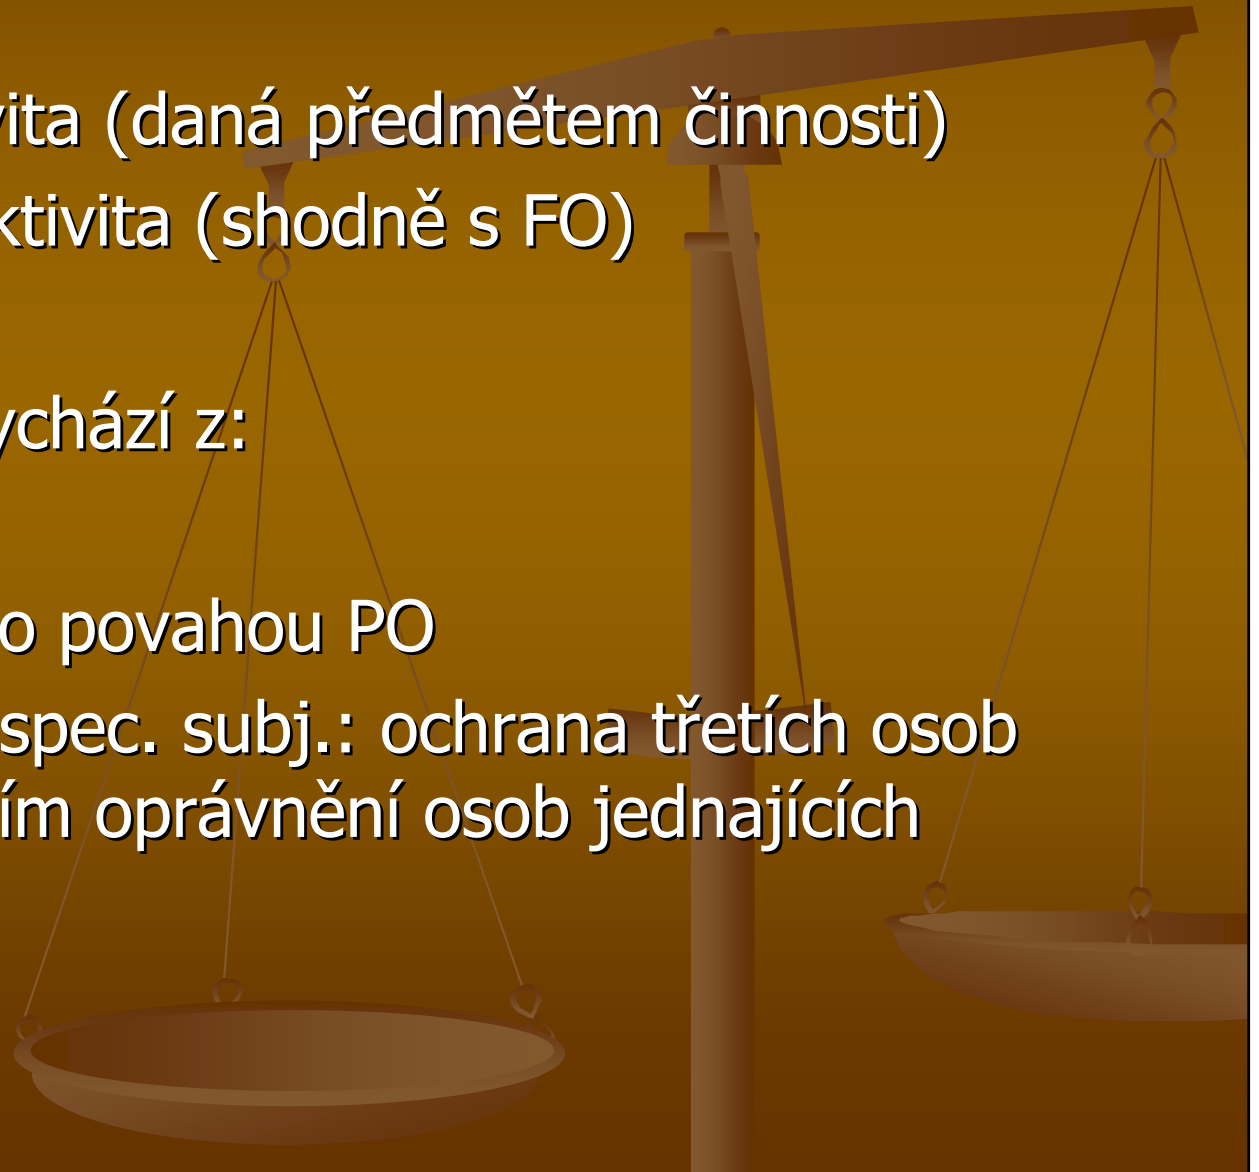 vita (daná předmětem činnosti)
ktivita (shodně s FO)
ychází z:
o povahou PO
spec. subj.: ochrana třetích osob
ím oprávnění osob jednajících